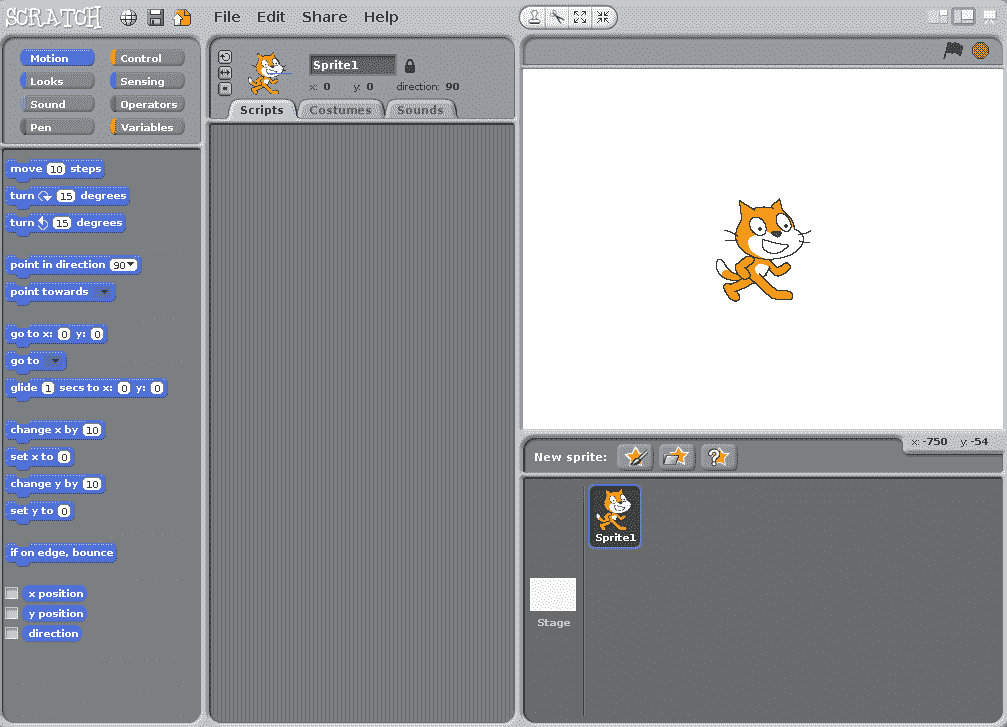 SCRATCH
File Edit Share Help
Motion Control
Looks Sensing
Sound Operators
Pen Variables
move 10 steps
turn 15 degrees
turn 15 degrees
point in direction 90
point towards
go to x: 0 y: 0
go to
glide 1 secs to x: 0 y: 0
change x by 10
set x to 0
change y by 10
set y to 0
if on edge, bounce
x position
y position
direction
Sprite1
x: 0 y: 0 direction: 90
Scripts Costumes Sounds
x: -750 y: -54
New sprite:
Sprite1
Stage